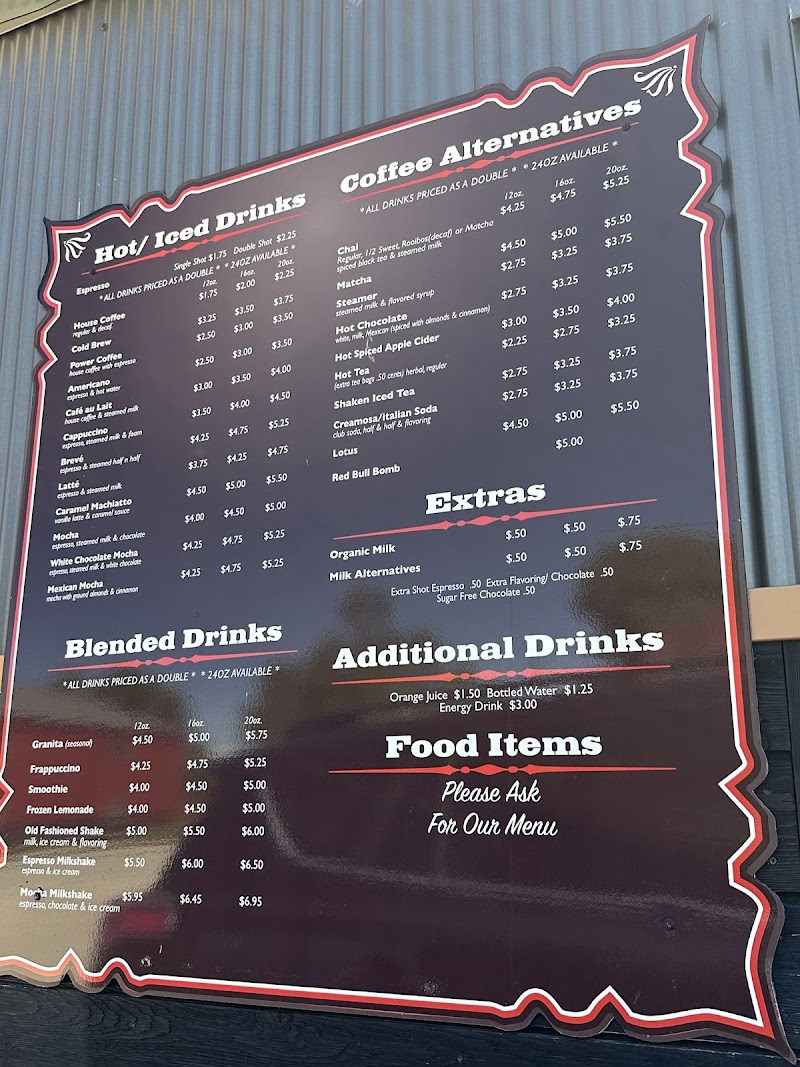 Hot/ Iced Drinks
Espresso Single Shot $1.75 Double Shot $2.25
*ALL DRINKS PRICED AS A DOUBLE * * 24OZ AVAILABLE *
12oz. 16oz. 20oz.
House Coffee $1.75 $2.00 $2.25
regular & decaf
Cold Brew $3.25 $3.50 $3.75
Power Coffee $2.50 $3.00 $3.50
house coffee with espresso
Americano $2.50 $3.00 $3.50
espresso & hot water
Café au Lait $3.00 $3.50 $4.00
house coffee & steamed milk
Cappuccino $3.50 $4.00 $4.50
espresso, steamed milk & foam
Brevé $4.25 $4.75 $5.25
espresso & steamed half n half
Latté $3.75 $4.25 $4.75
espresso & steamed milk
Caramel Machiatto $4.50 $5.00 $5.50
vanilla latte & caramel sauce
Mocha $4.00 $4.50 $5.00
espresso, steamed milk & chocolate
White Chocolate Mocha $4.25 $4.75 $5.25
espresso, steamed milk & white chocolate
Mexican Mocha $4.25 $4.75 $5.25
mocha with ground almonds & cinnamon
Blended Drinks
*ALL DRINKS PRICED AS A DOUBLE * * 24OZ AVAILABLE *
12oz. 16oz. 20oz.
Granita (seasonal) $4.50 $5.00 $5.75
Frappuccino $4.25 $4.75 $5.25
Smoothie $4.00 $4.50 $5.00
Frozen Lemonade $4.00 $4.50 $5.00
Old Fashioned Shake $5.00 $5.50 $6.00
milk, ice cream & flavoring
Espresso Milkshake $5.50 $6.00 $6.50
espresso & ice cream
Mocha Milkshake $5.95 $6.45 $6.95
espresso, chocolate & ice cream
Coffee Alternatives
*ALL DRINKS PRICED AS A DOUBLE * * 24OZ AVAILABLE *
12oz. 16oz. 20oz.
Chai $4.25 $4.75 $5.25
Regular, 1/2 Sweet, Rooibos(decaf) or Matcha
spiced black tea & steamed milk
Matcha $4.50 $5.00 $5.50
Steamer $2.75 $3.25 $3.75
steamed milk & flavored syrup
Hot Chocolate $2.75 $3.25 $3.75
white, milk, Mexican (spiced with almonds & cinnamon)
Hot Spiced Apple Cider $3.00 $3.50 $4.00
Hot Tea $2.25 $2.75 $3.25
(extra tea bags .50 cents) herbal, regular
Shaken Iced Tea $2.75 $3.25 $3.75
Creamosa/italian Soda $2.75 $3.25 $3.75
club soda, half & half & flavoring
Lotus $4.50 $5.00 $5.50
Red Bull Bomb $5.00
Extras
Organic Milk $.50 $.50 $.75
Milk Alternatives $.50 $.50 $.75
Extra Shot Espresso .50 Extra Flavoring/ Chocolate .50
Sugar Free Chocolate .50
Additional Drinks
Orange Juice $1.50 Bottled Water $1.25
Energy Drink $3.00
Food Items
Please Ask
For Our Menu